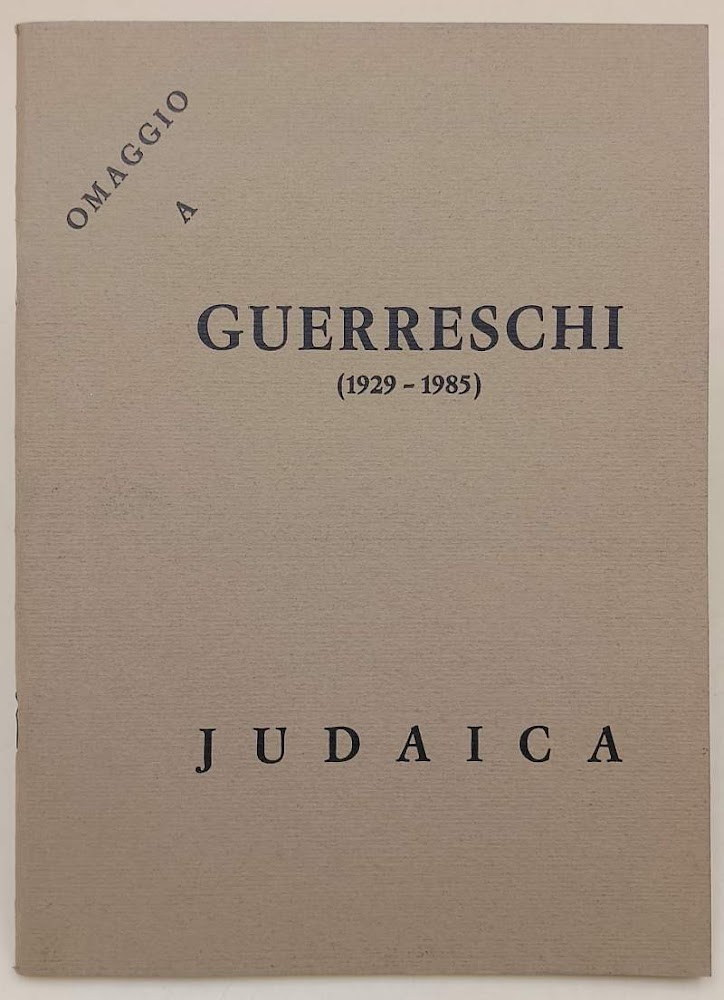 OMAGGIO
A
GUERRESCHI
(1929 - 1985)
JUDAICA